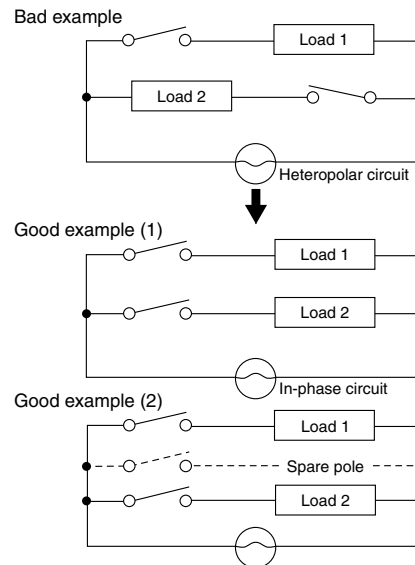 Bad example
Load 1
Load 2
Heteropolar circuit
Good example (1)
Load 1
Load 2
In-phase circuit
Good example (2)
Load 1
Spare pole
Load 2